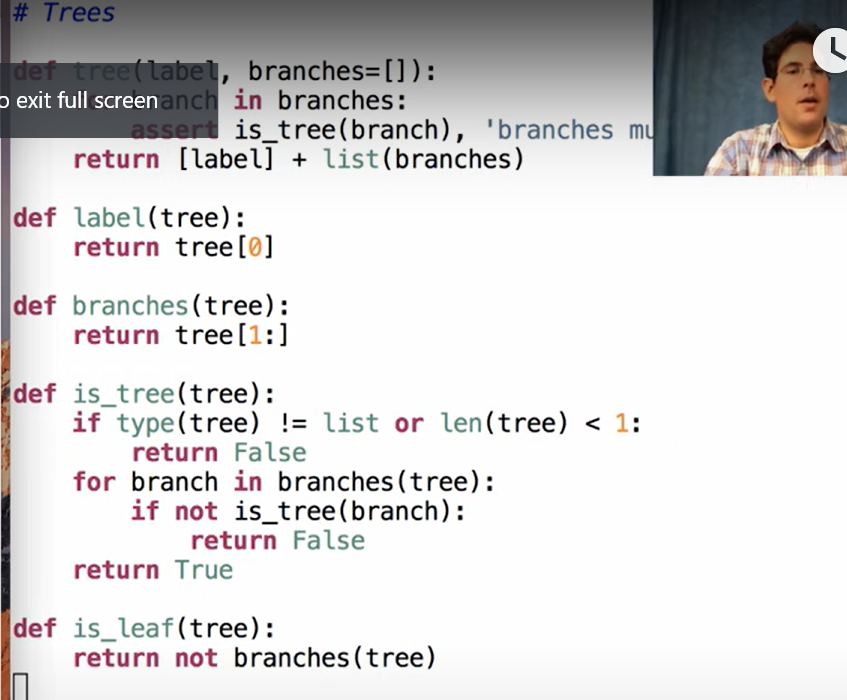 # Trees
def tree(label, branches=[]):
o exit full screen
branch in branches:
assert is_tree(branch), 'branches
return [label] + list(branches)
def label(tree):
return tree[0]
def branches(tree):
return tree[1:]
def is_tree(tree):
if type(tree) != list or len(tree) < 1:
return False
for branch in branches(tree):
if not is_tree(branch):
return False
return True
def is_leaf(tree):
return not branches(tree)